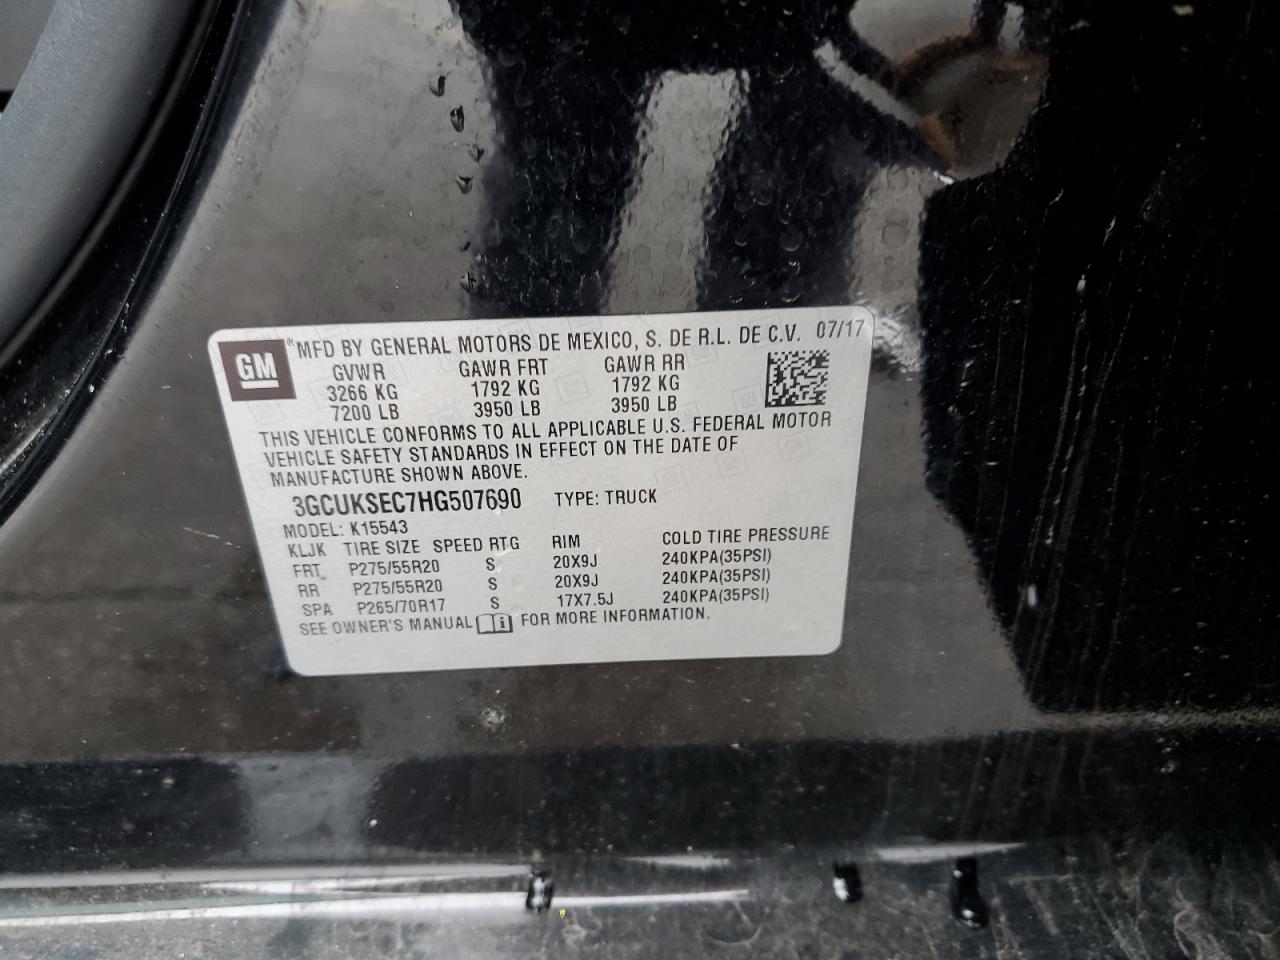 GM ® MFD BY GENERAL MOTORS DE MEXICO, S. DE R.L. DE C.V. 07/17
GVWR GAWR FRT GAWR RR
3266 KG 1792 KG 1792 KG
7200 LB 3950 LB 3950 LB
THIS VEHICLE CONFORMS TO ALL APPLICABLE U.S. FEDERAL MOTOR
VEHICLE SAFETY STANDARDS IN EFFECT ON THE DATE OF
MANUFACTURE SHOWN ABOVE.
3GCUKSEC7HG507690 TYPE: TRUCK
MODEL: K15543
KLJK TIRE SIZE SPEED RTG RIM COLD TIRE PRESSURE
FRT P275/55R20 S 20X9J 240KPA(35PSI)
RR P275/55R20 S 20X9J 240KPA(35PSI)
SPA P265/70R17 S 17X7.5J 240KPA(35PSI)
SEE OWNER'S MANUAL i FOR MORE INFORMATION.